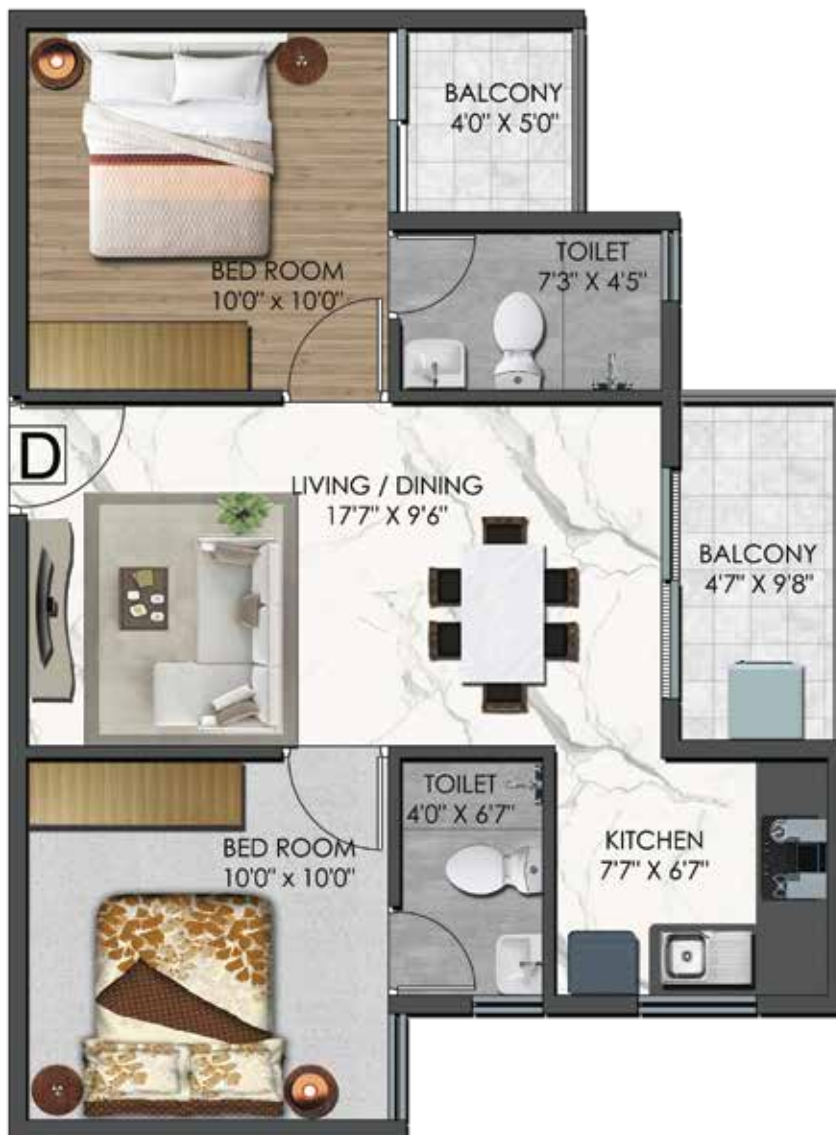 BALCONY
4'0" X 5'0"
TOILET
7'3" X 4'5"
BED ROOM
10'0" x 10'0"
D
LIVING / DINING
17'7" X 9'6"
BALCONY
4'7" X 9'8"
TOILET
4'0" X 6'7"
KITCHEN
7'7" X 6'7"
BED ROOM
10'0" x 10'0"